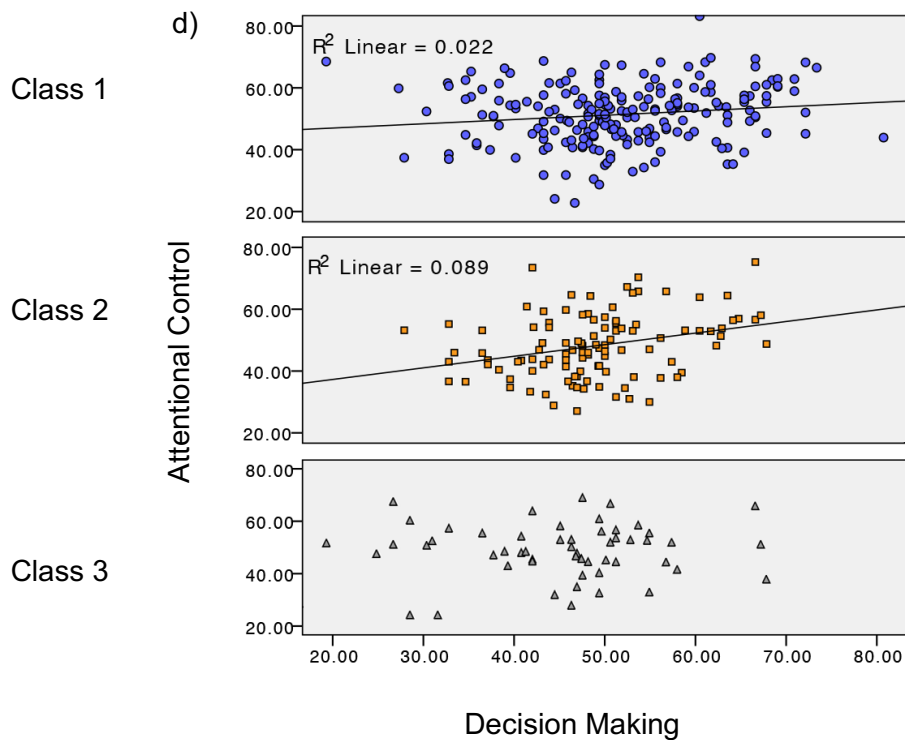 d)
Class 1
Class 2
Class 3
Attentional Control
80.00
60.00
40.00
20.00
R² Linear = 0.022
80.00
60.00
40.00
20.00
R² Linear = 0.089
80.00
60.00
40.00
20.00
20.00 30.00 40.00 50.00 60.00 70.00 80.00
Decision Making